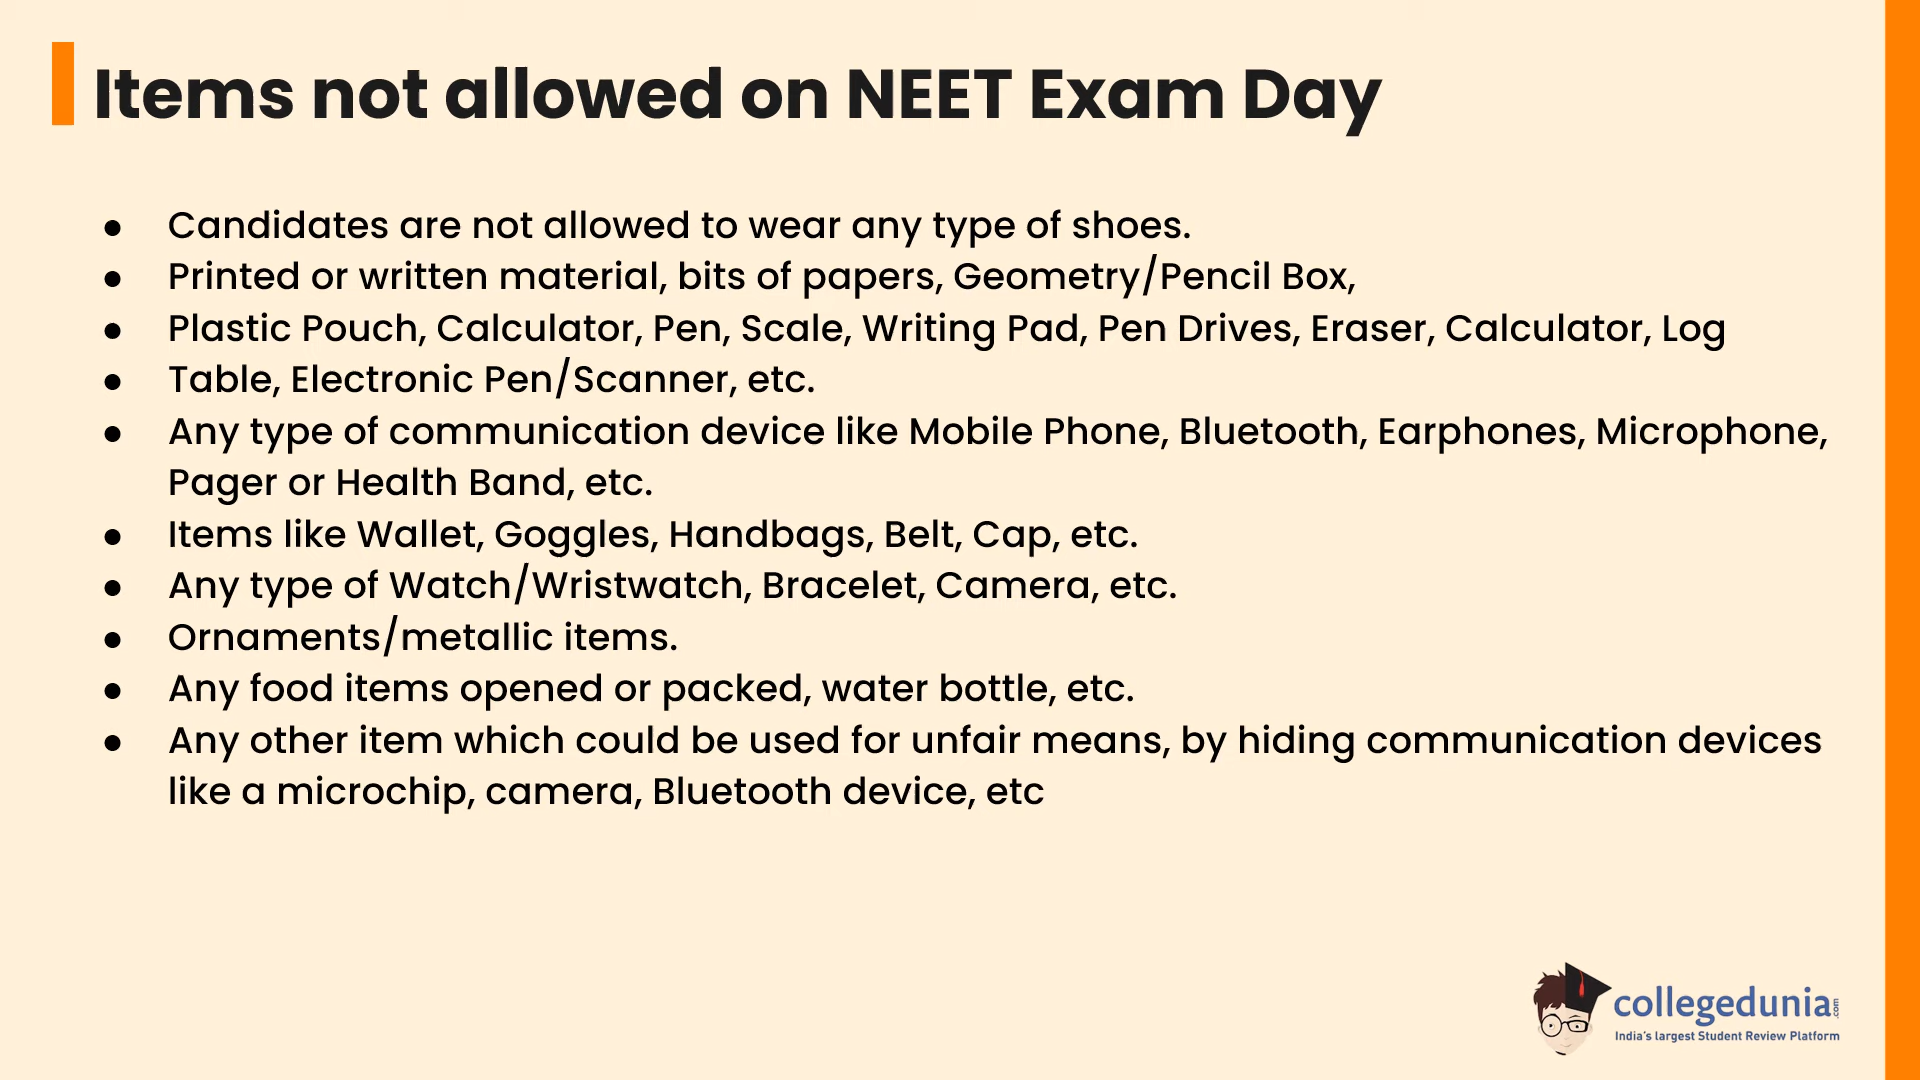 Items not allowed on NEET Exam Day
● Candidates are not allowed to wear any type of shoes.
● Printed or written material, bits of papers, Geometry/Pencil Box,
● Plastic Pouch, Calculator, Pen, Scale, Writing Pad, Pen Drives, Eraser, Calculator, Log
● Table, Electronic Pen/Scanner, etc.
● Any type of communication device like Mobile Phone, Bluetooth, Earphones, Microphone,
Pager or Health Band, etc.
● Items like Wallet, Goggles, Handbags, Belt, Cap, etc.
● Any type of Watch/Wristwatch, Bracelet, Camera, etc.
● Ornaments/metallic items.
● Any food items opened or packed, water bottle, etc.
● Any other item which could be used for unfair means, by hiding communication devices
like a microchip, camera, Bluetooth device, etc
collegedunia.com
India's largest Student Review Platform